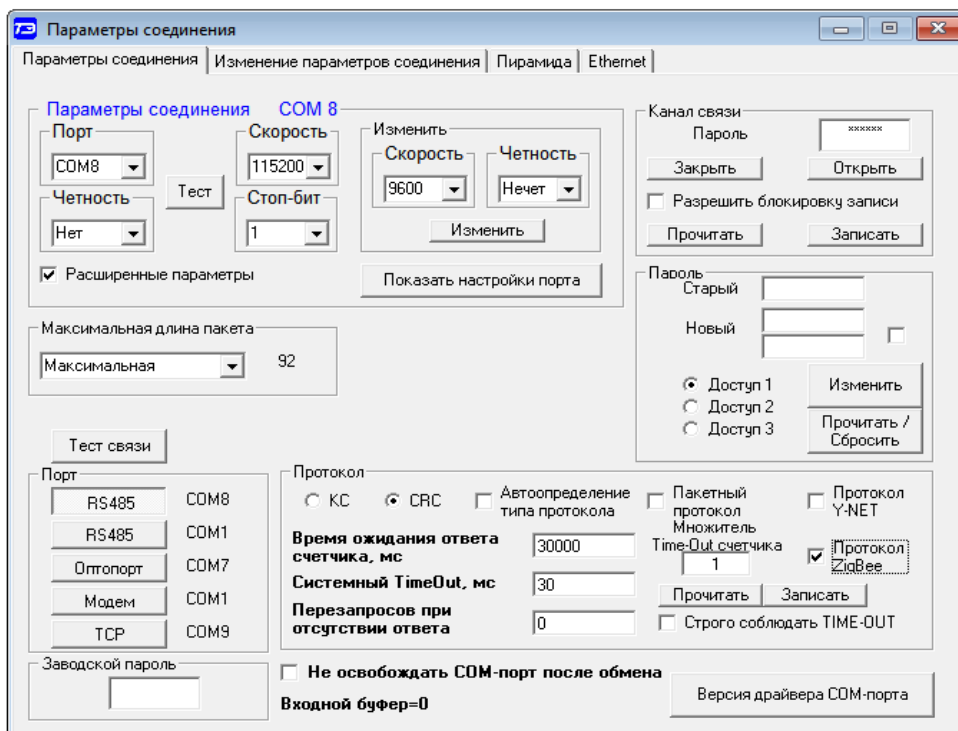 ТЭ Параметры соединения
Параметры соединения Изменение параметров соединения Пирамида Ethernet
Параметры соединения COM 8
Порт
COM8
Скорость
115200
Тест
Четность
Нет
Стоп-бит
1
Изменить
Скорость
9600
Четность
Нечет
Изменить
Расширенные параметры
Показать настройки порта
Канал связи
Пароль
xxxxxx
Закрыть
Открыть
Разрешить блокировку записи
Прочитать
Записать
Пароль
Старый
Новый
Доступ 1
Доступ 2
Доступ 3
Изменить
Прочитать /
Сбросить
Максимальная длина пакета
Максимальная
92
Тест связи
Порт
RS485 COM8
RS485 COM1
Оптопорт COM7
Модем COM1
TCP COM9
Протокол
КС
CRC
Автоопределение
типа протокола
Пакетный
протокол
Протокол
Y-NET
Время ожидания ответа
счетчика, мс
30000
Множитель
Time-Out счетчика
1
Протокол
ZigBee
Системный TimeOut, мс
30
Прочитать
Записать
Перезапросов при
отсутствии ответа
0
Строго соблюдать TIME-OUT
Заводской пароль
Не освобождать COM-порт после обмена
Входной буфер=0
Версия драйвера COM-порта